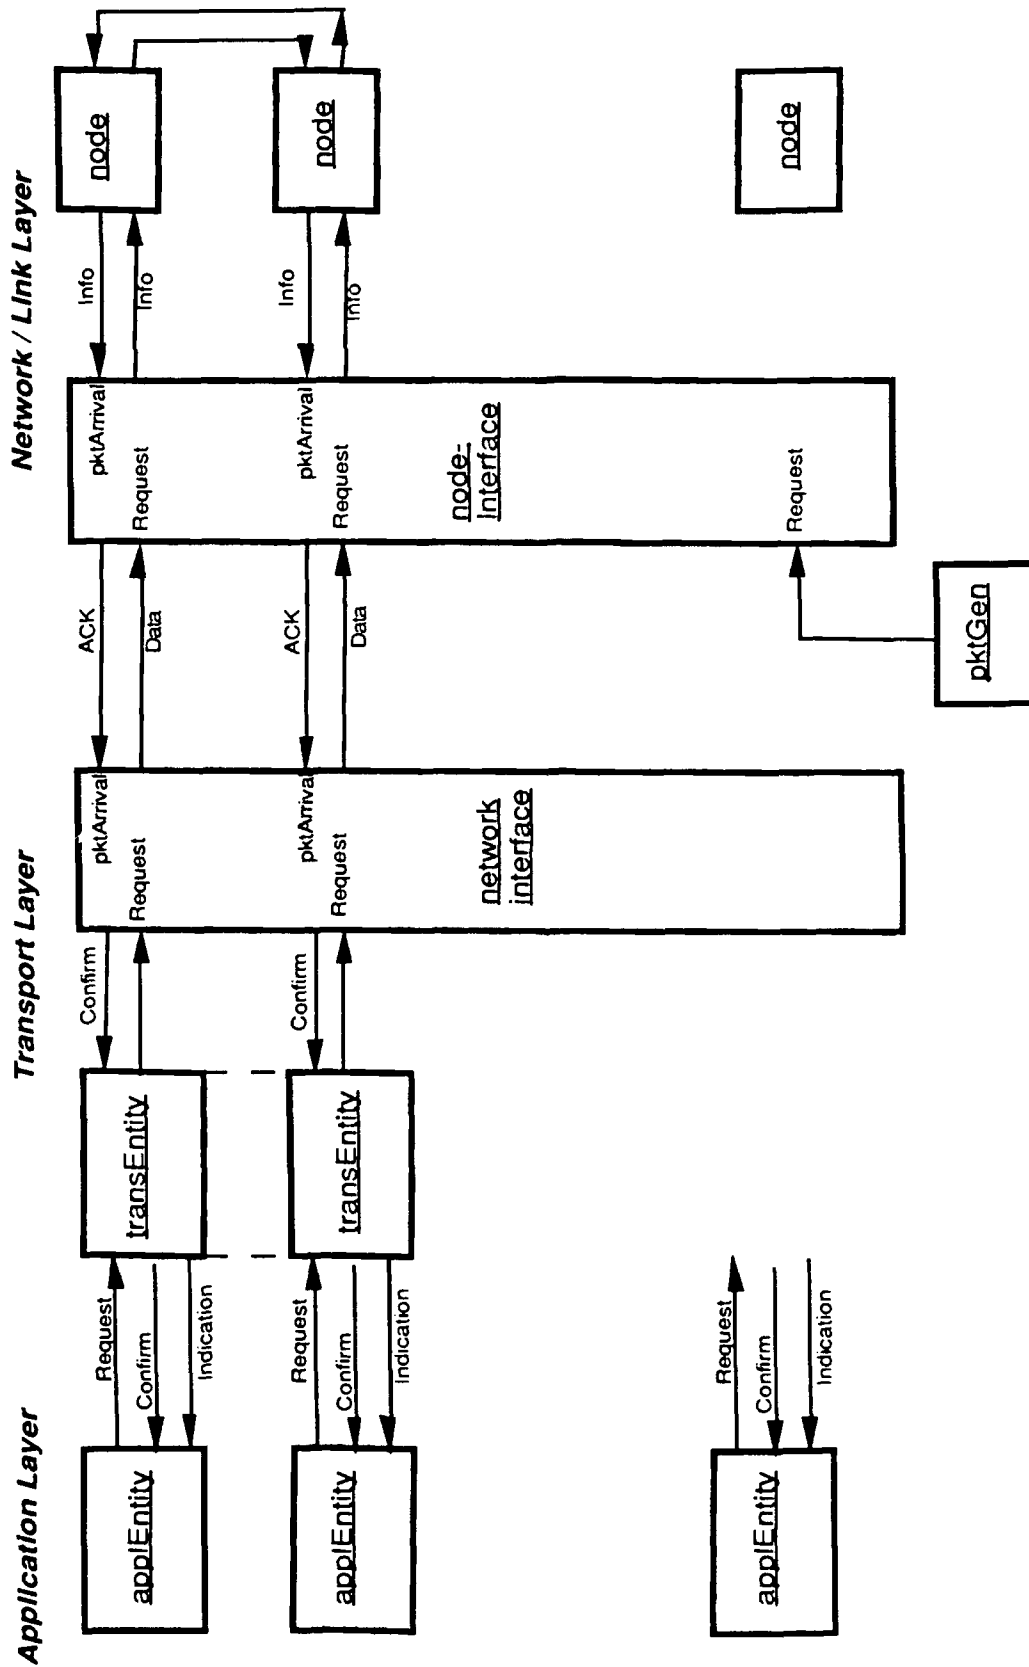 Application Layer
Transport Layer
Network / Link Layer
applEntity
Request
Confirm
Indication
transEntity
Confirm
pktArrival
Request
ACK
Data
pktArrival
Request
Info
Info
node
applEntity
Request
Confirm
Indication
transEntity
Confirm
pktArrival
Request
network
interface
ACK
Data
pktArrival
Request
node-
Interface
Info
Info
node
applEntity
Request
Confirm
Indication
pktGen
Request
node